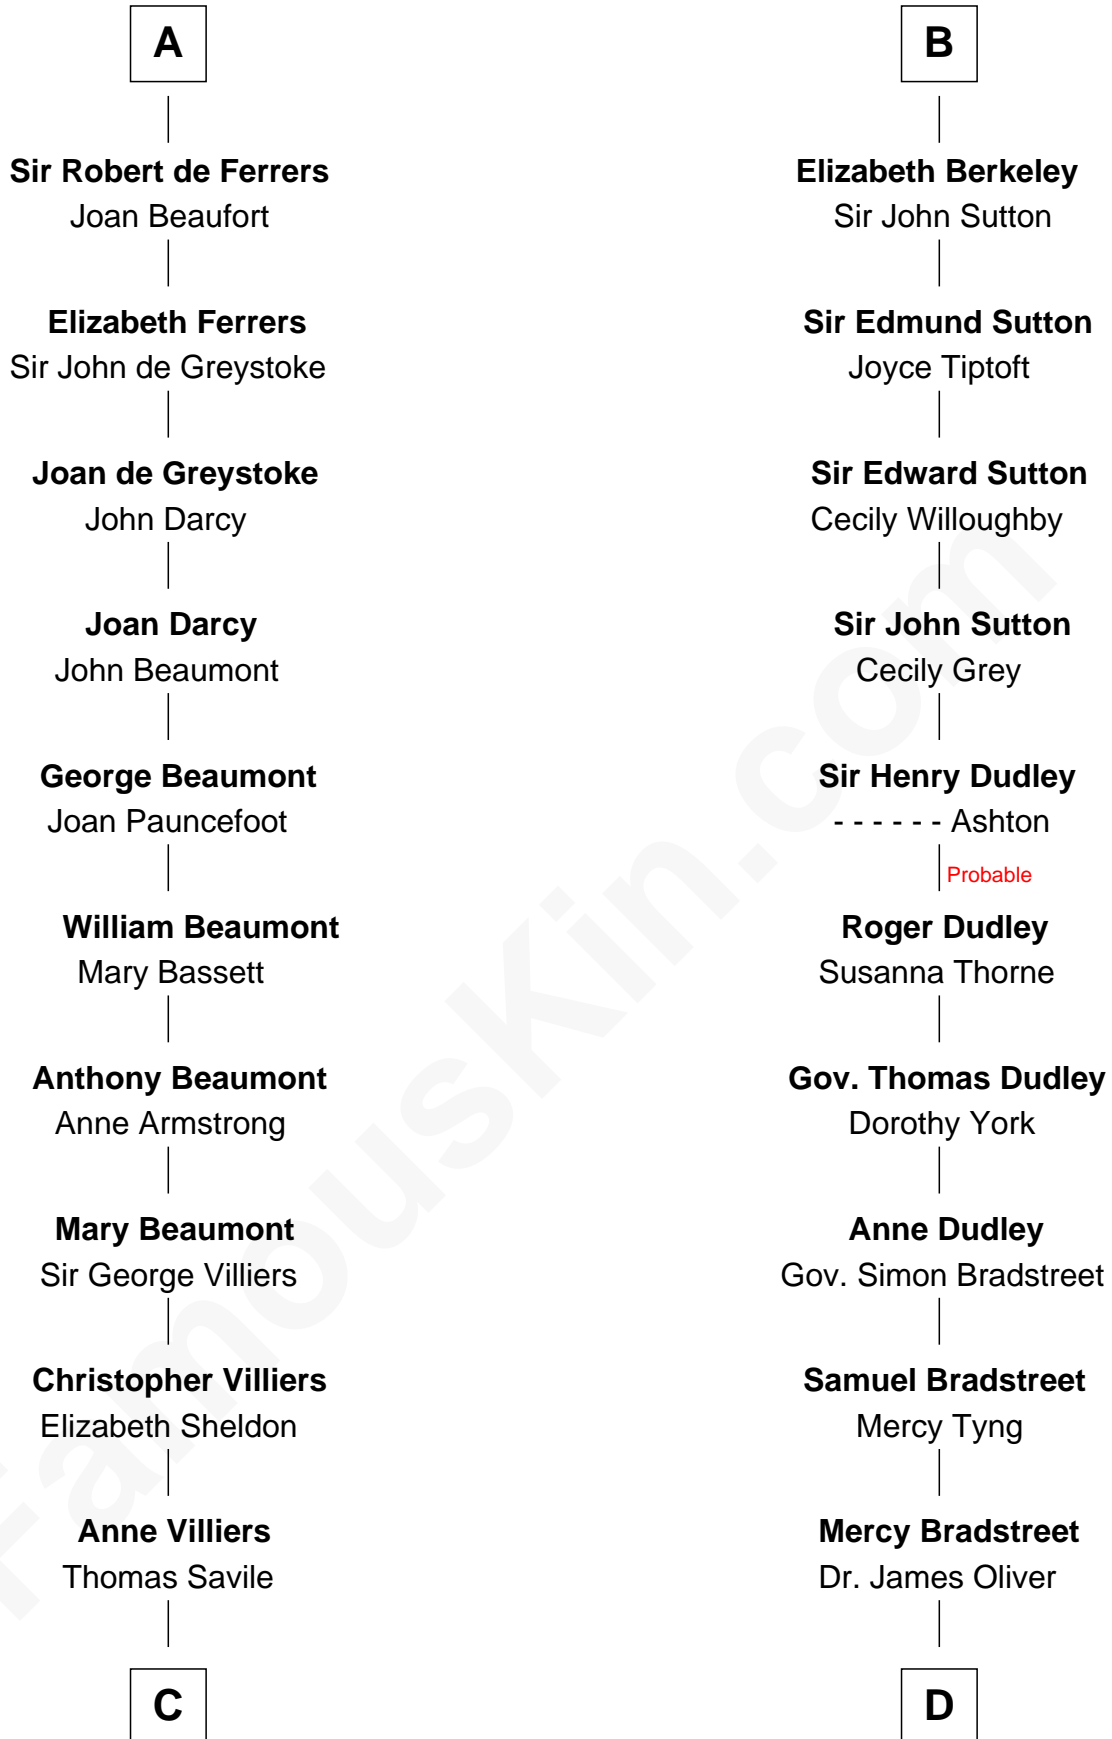 A
Sir Robert de Ferrers
Joan Beaufort
Elizabeth Ferrers
Sir John de Greystoke
Joan de Greystoke
John Darcy
Joan Darcy
John Beaumont
George Beaumont
Joan Pauncefoot
William Beaumont
Mary Bassett
Anthony Beaumont
Anne Armstrong
Mary Beaumont
Sir George Villiers
Christopher Villiers
Elizabeth Sheldon
Anne Villiers
Thomas Savile
C
B
Elizabeth Berkeley
Sir John Sutton
Sir Edmund Sutton
Joyce Tiptoft
Sir Edward Sutton
Cecily Willoughby
Sir John Sutton
Cecily Grey
Sir Henry Dudley
- - - - - - Ashton
Probable
Roger Dudley
Susanna Thorne
Gov. Thomas Dudley
Dorothy York
Anne Dudley
Gov. Simon Bradstreet
Samuel Bradstreet
Mercy Tyng
Mercy Bradstreet
Dr. James Oliver
D
FamousKin.com